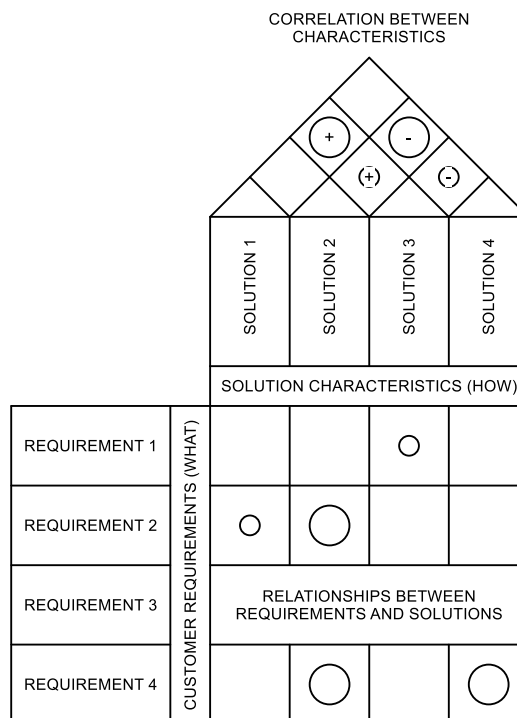 CORRELATION BETWEEN
CHARACTERISTICS
+
-
(+)
(-)
SOLUTION 1
SOLUTION 2
SOLUTION 3
SOLUTION 4
SOLUTION CHARACTERISTICS (HOW)
CUSTOMER REQUIREMENTS (WHAT)
REQUIREMENT 1
REQUIREMENT 2
REQUIREMENT 3
RELATIONSHIPS BETWEEN
REQUIREMENTS AND SOLUTIONS
REQUIREMENT 4